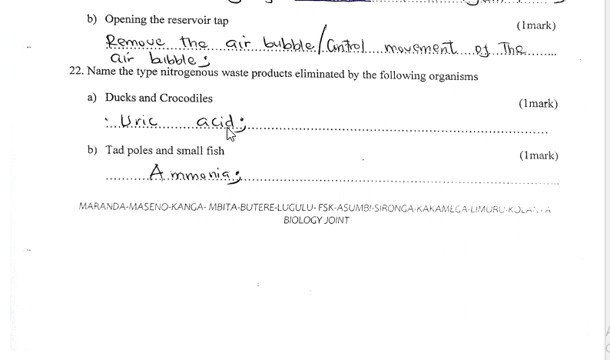 b) Opening the reservoir tap (1mark)
Remove the air bubble/Control movement of the
air bibble;
22. Name the type nitrogenous waste products eliminated by the following organisms
a) Ducks and Crocodiles (1mark)
Uric acid;
b) Tad poles and small fish (1mark)
Ammonia;
MARANDA-MASENO-KANGA- MBITA-BUTERE-LUGULU- FSK-ASUMBI-SIRONGA-KAKAMEGA-LIMURU-KOLANYA
BIOLOGY JOINT